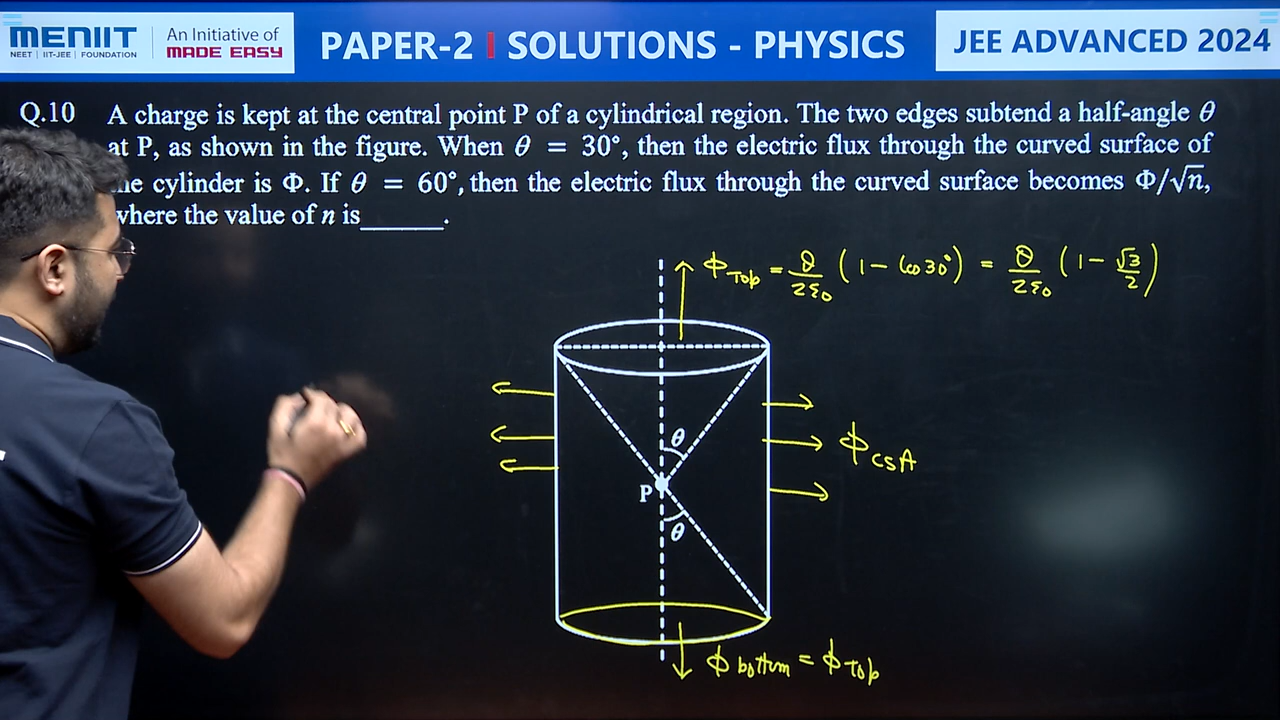 MENIIT
NEET | IIT-JEE | FOUNDATION
An Initiative of
MADE EASY
PAPER-2 | SOLUTIONS - PHYSICS
JEE ADVANCED 2024
Q.10 A charge is kept at the central point P of a cylindrical region. The two edges subtend a half-angle θ
at P, as shown in the figure. When θ = 30°, then the electric flux through the curved surface of
cylinder is Φ. If θ = 60°, then the electric flux through the curved surface becomes Φ/√n,
where the value of n is______.
ϕTop = Q/2ε0 (1 - cos30°) = Q/2ε0 (1 - √3/2)
θ
ϕCSA
P
θ
ϕbottom = ϕTop